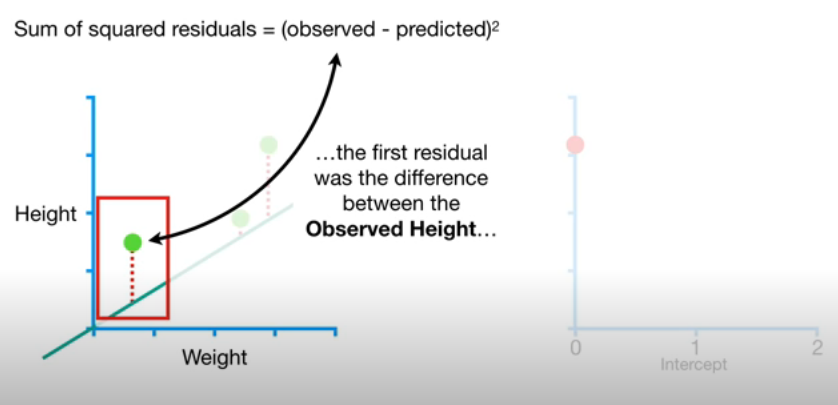 Sum of squared residuals = (observed - predicted)²
…the first residual
was the difference
between the
Observed Height…
Height
Weight
0
1
2
Intercept